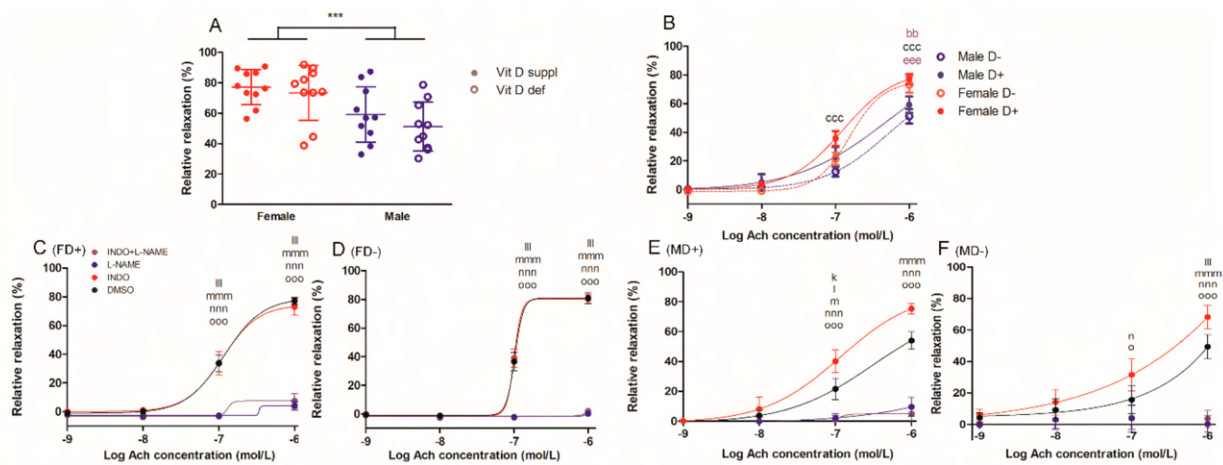 A
***
Relative relaxation (%)
100
80
60
40
20
0
Female
Male
Vit D suppl
Vit D def
B
Relative relaxation (%)
100
80
60
40
20
0
bb
ccc
eee
ccc
Male D-
Male D+
Female D-
Female D+
-9
-8
-7
-6
Log Ach concentration (mol/L)
C (FD+)
INDO+L-NAME
L-NAME
INDO
DMSO
Relative relaxation (%)
100
80
60
40
20
0
lll
mmm
nnn
ooo
lll
mmm
nnn
ooo
-9
-8
-7
-6
Log Ach concentration (mol/L)
D (FD-)
Relative relaxation (%)
100
80
60
40
20
0
lll
mmm
nnn
ooo
lll
mmm
nnn
ooo
-9
-8
-7
-6
Log Ach concentration (mol/L)
E (MD+)
Relative relaxation (%)
100
80
60
40
20
0
k
l
m
nnn
ooo
mmm
nnn
ooo
-9
-8
-7
-6
Log Ach concentration (mol/L)
F (MD-)
Relative relaxation (%)
100
80
60
40
20
0
n
o
lll
mmm
nnn
ooo
-9
-8
-7
-6
Log Ach concentration (mol/L)